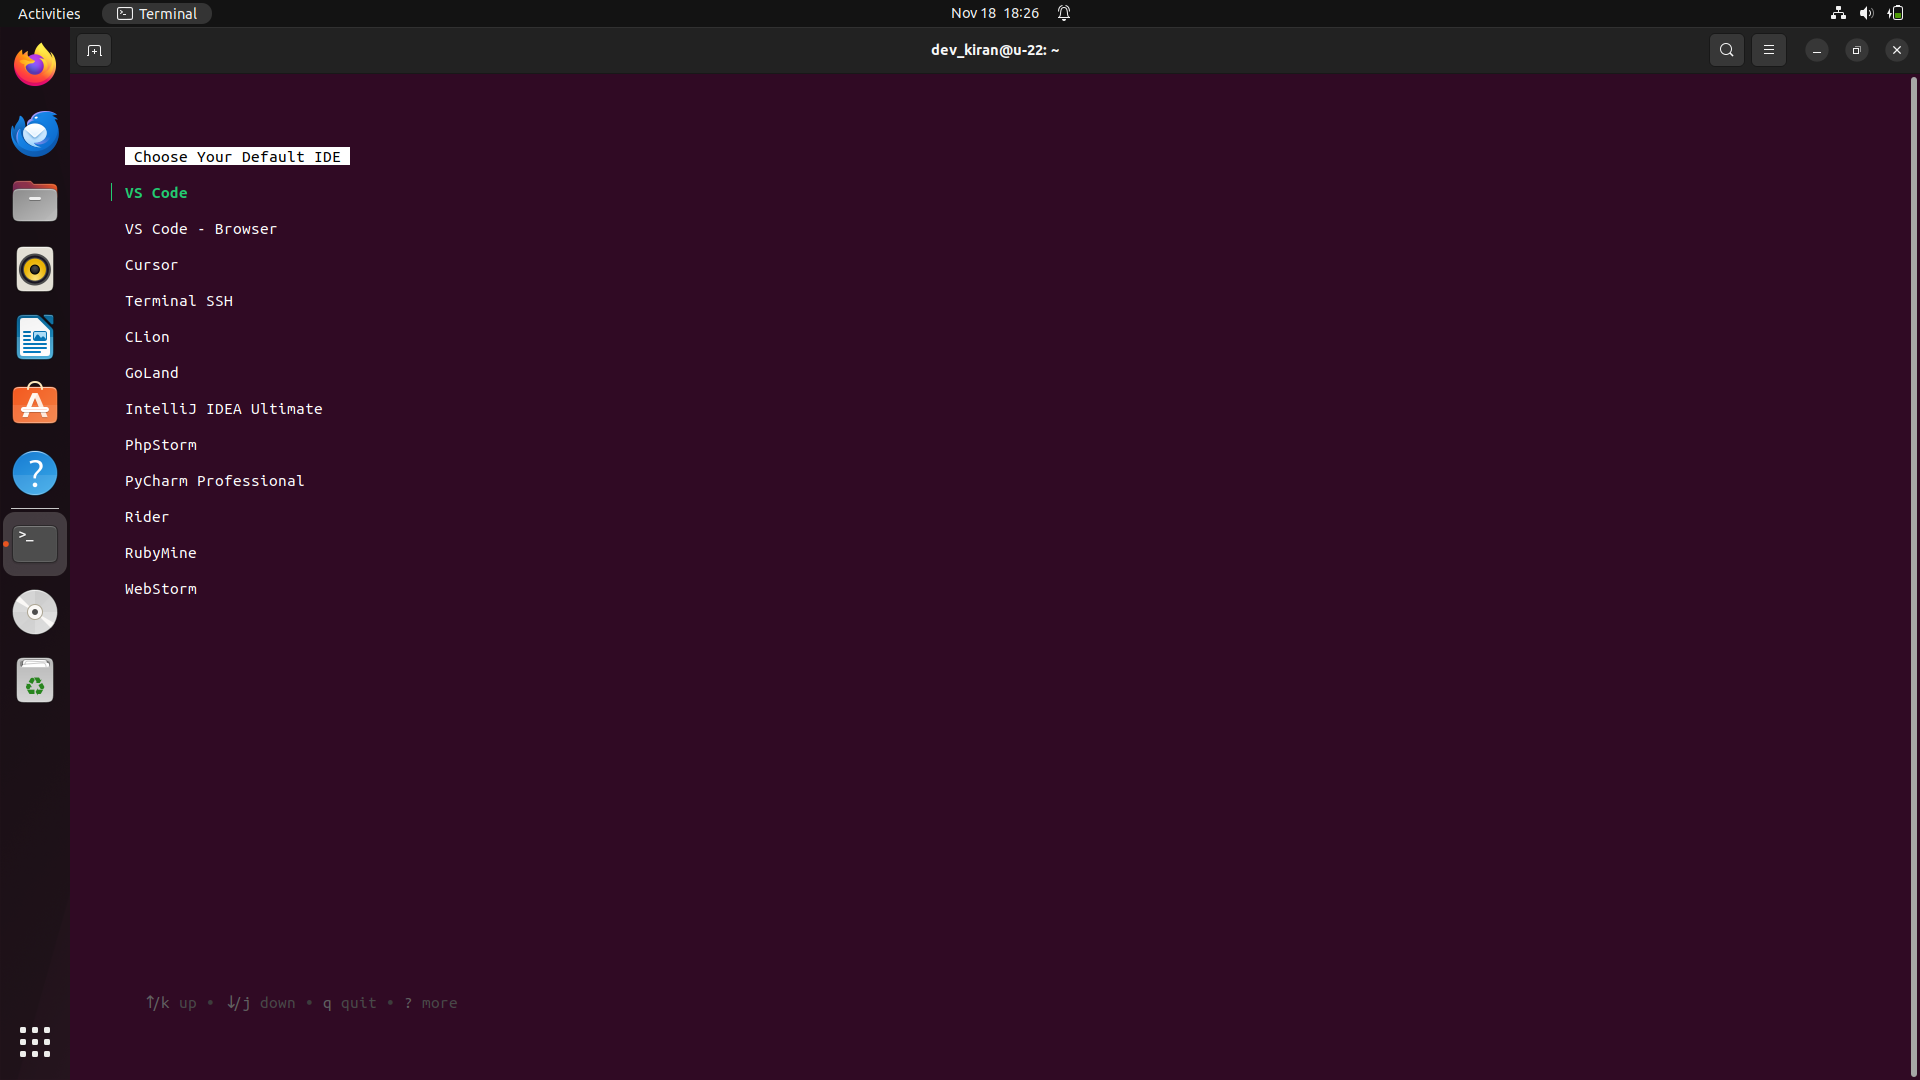 Activities
Terminal
Nov 18 18:26
dev_kiran@u-22: ~
Choose Your Default IDE
VS Code
VS Code - Browser
Cursor
Terminal SSH
CLion
GoLand
IntelliJ IDEA Ultimate
PhpStorm
PyCharm Professional
Rider
RubyMine
WebStorm
↑/k up • ↓/j down • q quit • ? more